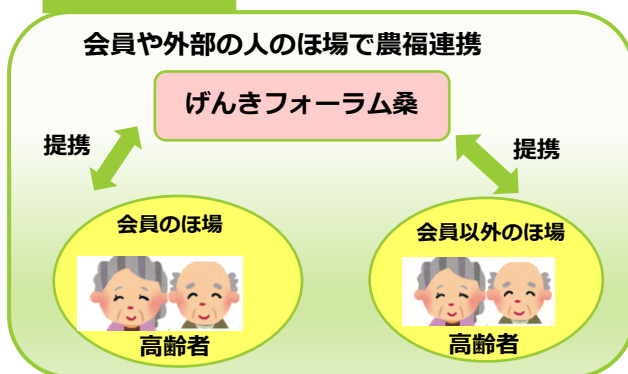 会員や外部の人のほ場で農福連携
げんきフォーラム桑
提携
提携
会員のほ場
高齢者
会員以外のほ場
高齢者